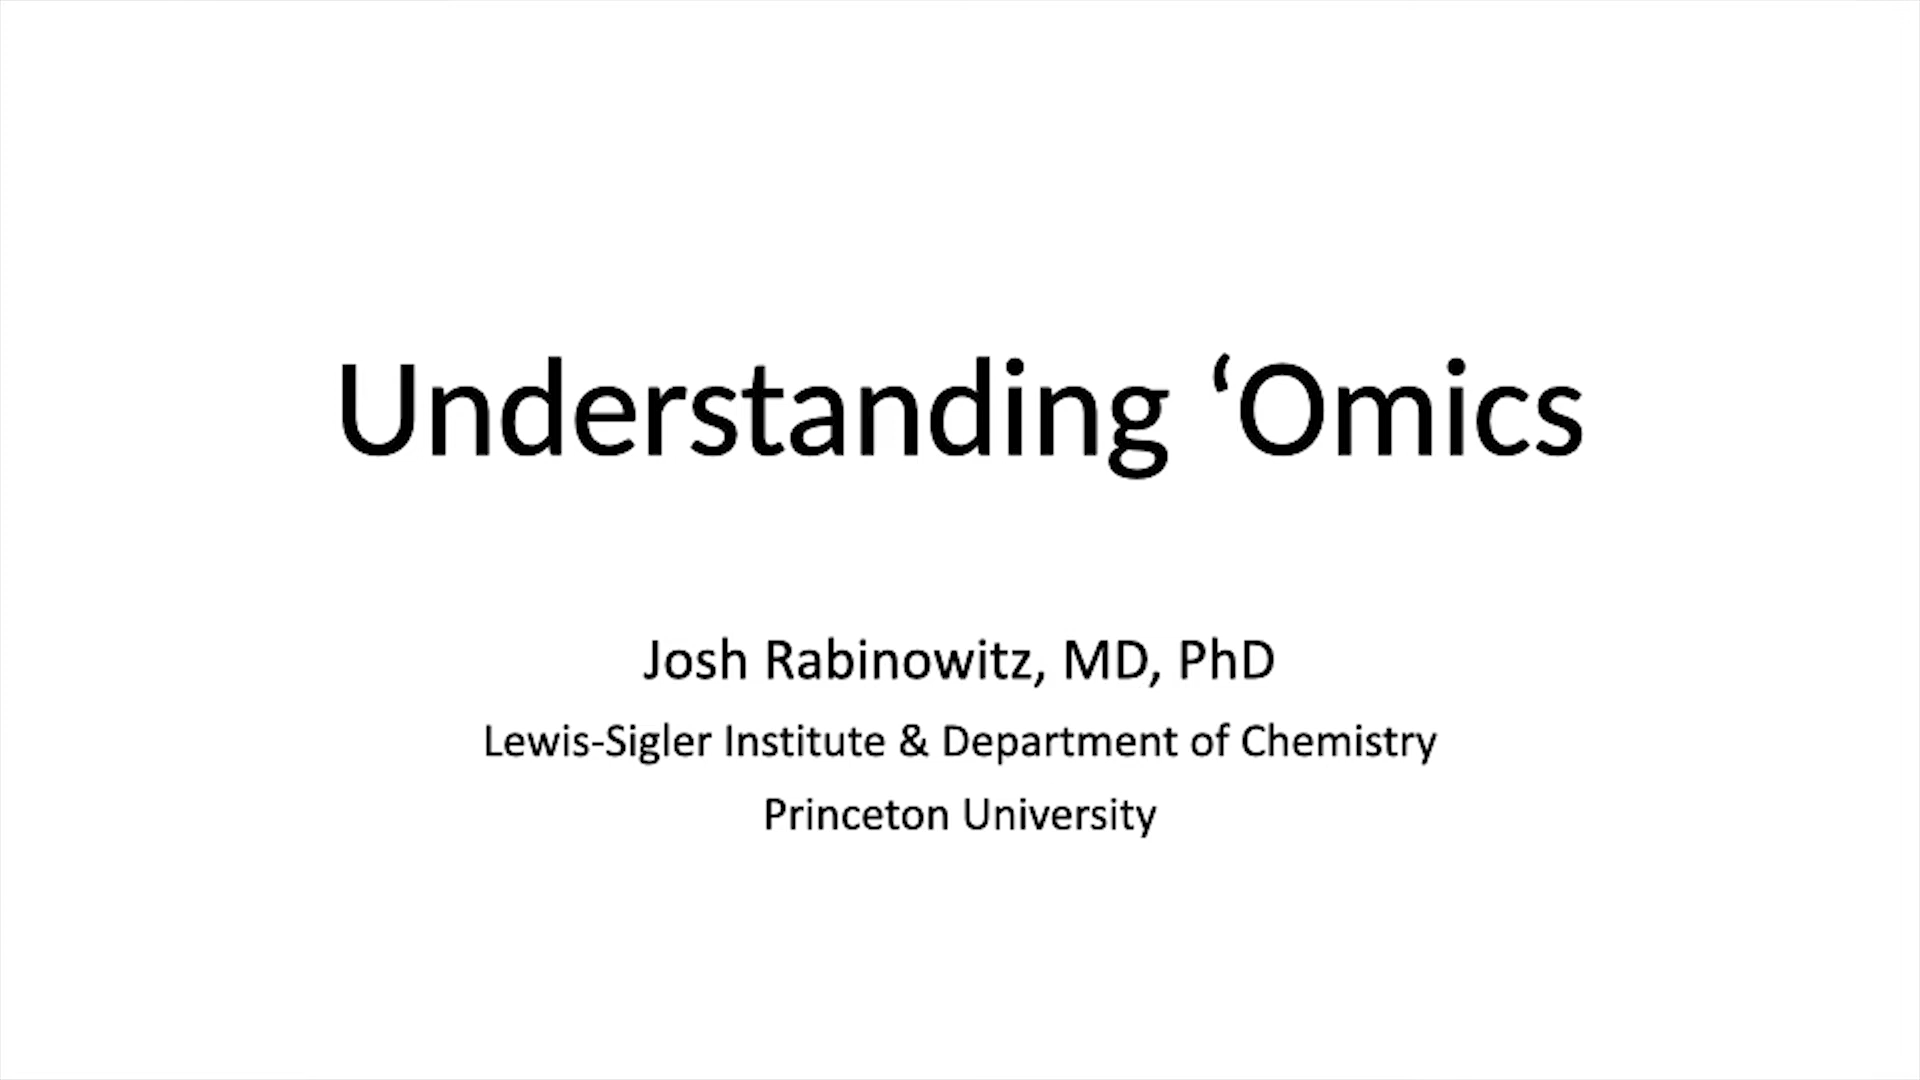 Understanding ‘Omics
Josh Rabinowitz, MD, PhD
Lewis-Sigler Institute & Department of Chemistry
Princeton University